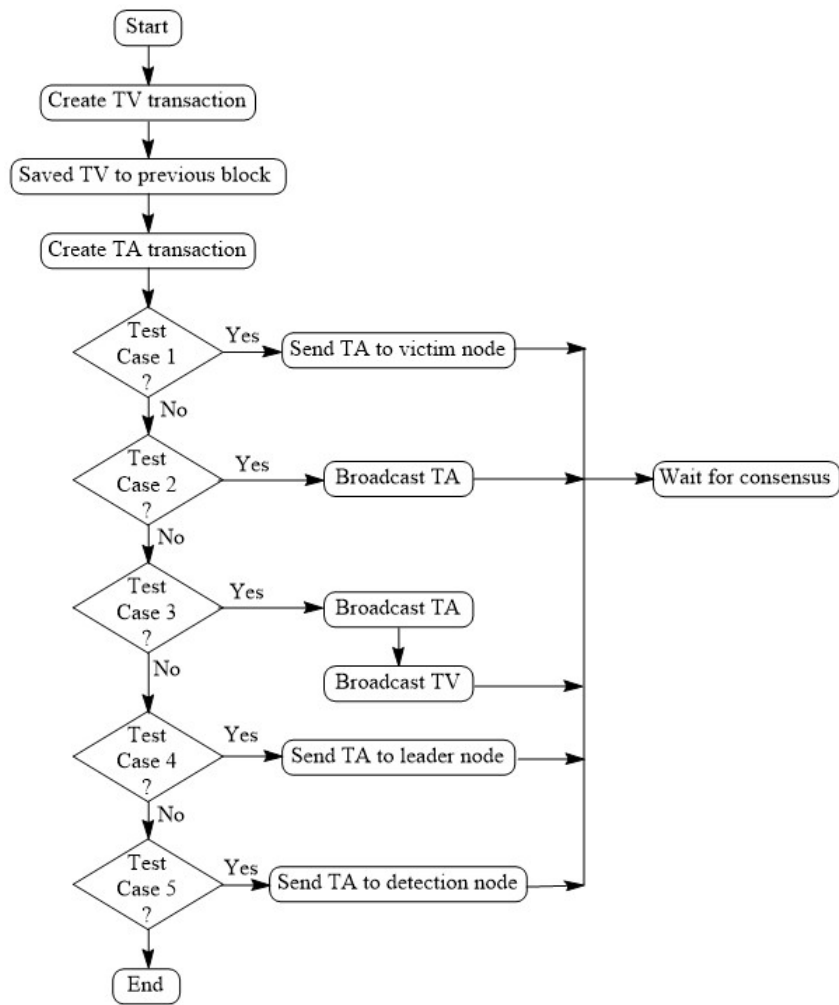 Start
Create TV transaction
Saved TV to previous block
Create TA transaction
Test
Case 1
?
Yes
Send TA to victim node
No
Test
Case 2
?
Yes
Broadcast TA
Wait for consensus
No
Test
Case 3
?
Yes
Broadcast TA
Broadcast TV
No
Test
Case 4
?
Yes
Send TA to leader node
No
Test
Case 5
?
Yes
Send TA to detection node
End